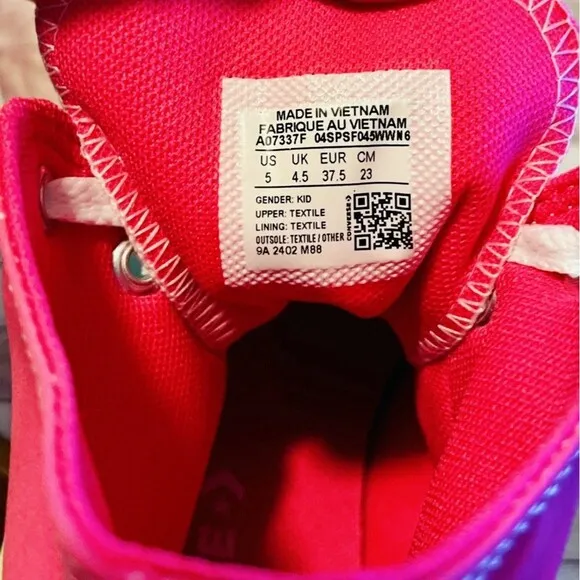 MADE IN VIETNAM
FABRIQUE AU VIETNAM
A07337F 04SPSF045WWN6
US UK EUR CM
5 4.5 37.5 23
GENDER: KID
UPPER: TEXTILE
LINING: TEXTILE
OUTSOLE: TEXTILE / OTHER
9A 2402 M88
CONVERSE